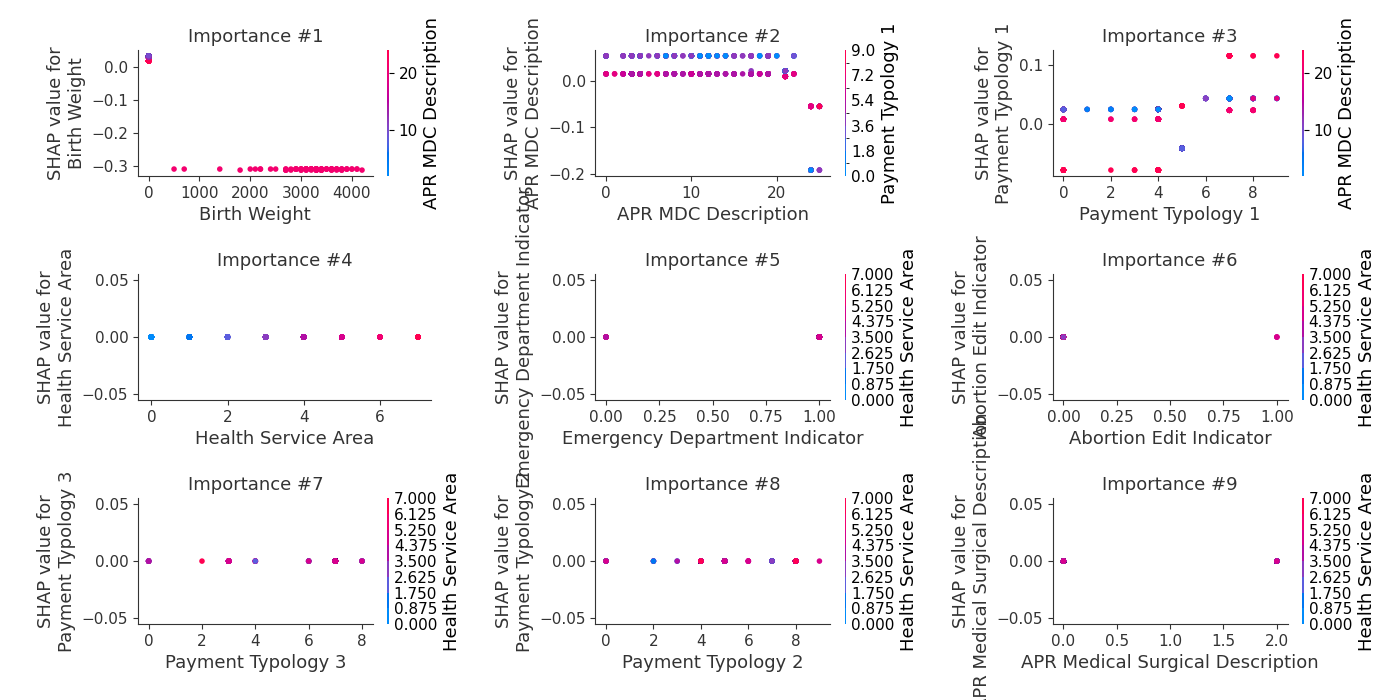 Importance #1
SHAP value for
Birth Weight
0.0
−0.1
−0.2
−0.3
0 1000 2000 3000 4000
Birth Weight
20
10
APR MDC Description
Importance #2
SHAP value for
APR MDC Description
0.0
−0.1
−0.2
0 10 20
APR MDC Description
9.0
7.2
5.4
3.6
1.8
0.0
Payment Typology 1
Importance #3
SHAP value for
Payment Typology 1
0.1
0.0
0 2 4 6 8
Payment Typology 1
20
10
APR MDC Description
Importance #4
SHAP value for
Health Service Area
0.05
0.00
−0.05
0 2 4 6
Health Service Area
Importance #5
SHAP value for
Emergency Department Indicator
0.05
0.00
−0.05
0.00 0.25 0.50 0.75 1.00
Emergency Department Indicator
7.000
6.125
5.250
4.375
3.500
2.625
1.750
0.875
0.000
Health Service Area
Importance #6
SHAP value for
Abortion Edit Indicator
0.05
0.00
−0.05
0.00 0.25 0.50 0.75 1.00
Abortion Edit Indicator
7.000
6.125
5.250
4.375
3.500
2.625
1.750
0.875
0.000
Health Service Area
Importance #7
SHAP value for
Payment Typology 3
0.05
0.00
−0.05
0 2 4 6 8
Payment Typology 3
7.000
6.125
5.250
4.375
3.500
2.625
1.750
0.875
0.000
Health Service Area
Importance #8
SHAP value for
Payment Typology 2
0.05
0.00
−0.05
0 2 4 6 8
Payment Typology 2
7.000
6.125
5.250
4.375
3.500
2.625
1.750
0.875
0.000
Health Service Area
Importance #9
SHAP value for
APR Medical Surgical Description
0.05
0.00
−0.05
0.0 0.5 1.0 1.5 2.0
APR Medical Surgical Description
7.000
6.125
5.250
4.375
3.500
2.625
1.750
0.875
0.000
Health Service Area